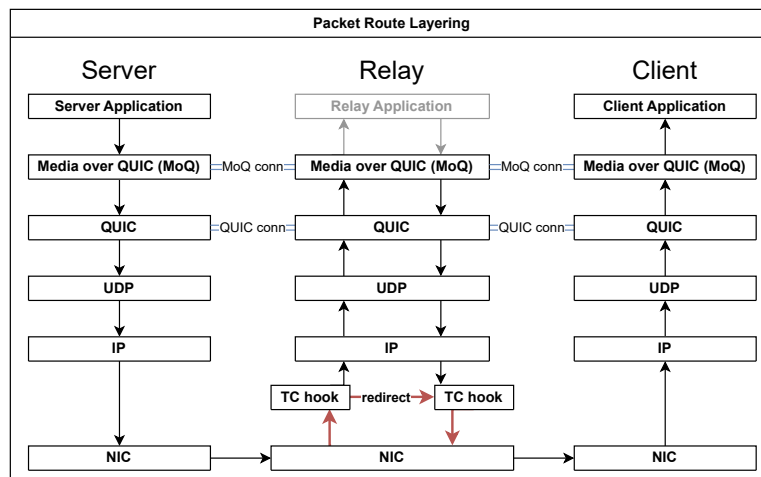 Packet Route Layering
Server Relay Client
Server Application Relay Application Client Application
Media over QUIC (MoQ) MoQ conn Media over QUIC (MoQ) MoQ conn Media over QUIC (MoQ)
QUIC QUIC conn QUIC QUIC conn QUIC
UDP UDP UDP
IP IP IP
TC hook redirect TC hook
NIC NIC NIC